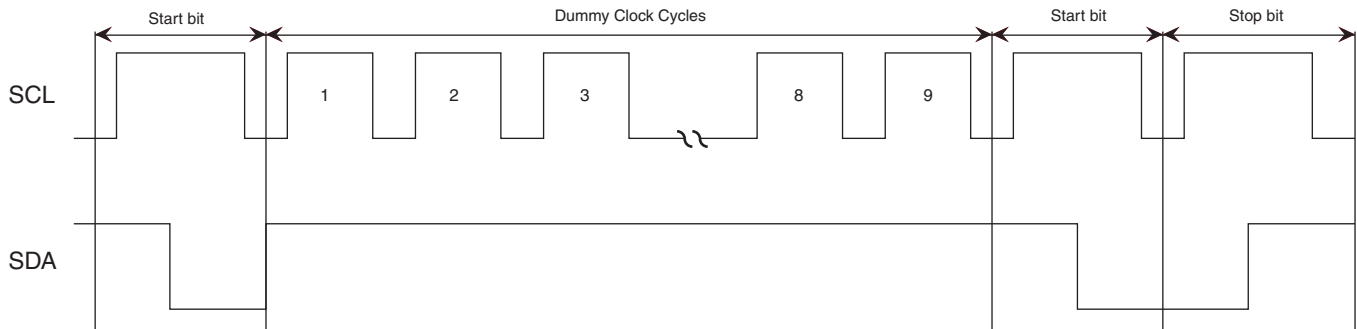 Start bit
Dummy Clock Cycles
Start bit
Stop bit
SCL
1
2
3
8
9
SDA